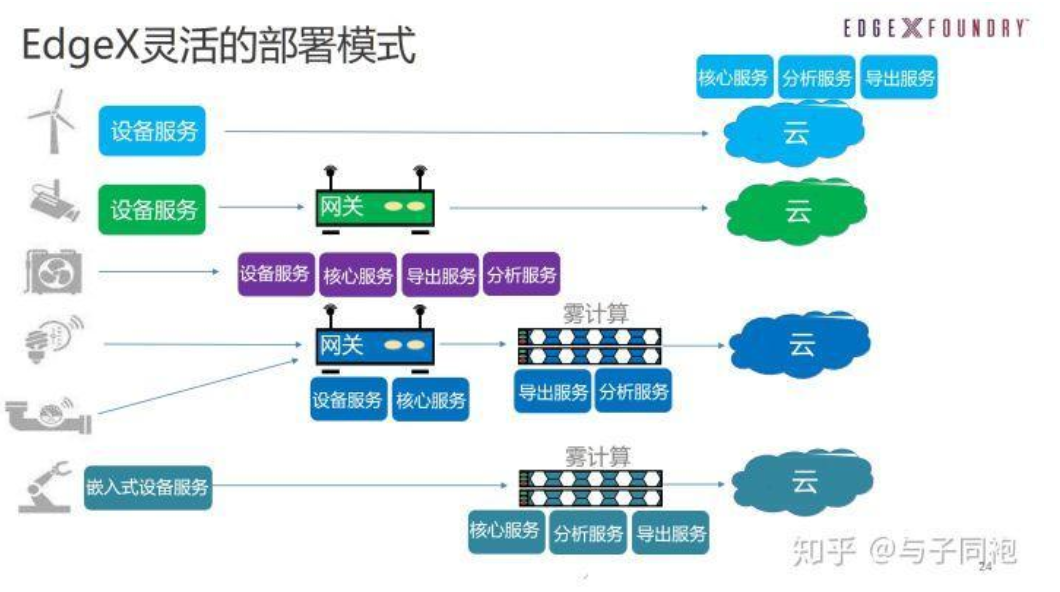 EdgeX灵活的部署模式
EDGE X FOUNDRY
核心服务 分析服务 导出服务
设备服务
云
设备服务
网关
云
设备服务 核心服务 导出服务 分析服务
雾计算
网关
云
设备服务 核心服务
导出服务 分析服务
雾计算
嵌入式设备服务
云
核心服务 分析服务 导出服务
知乎 @与子同袍
24